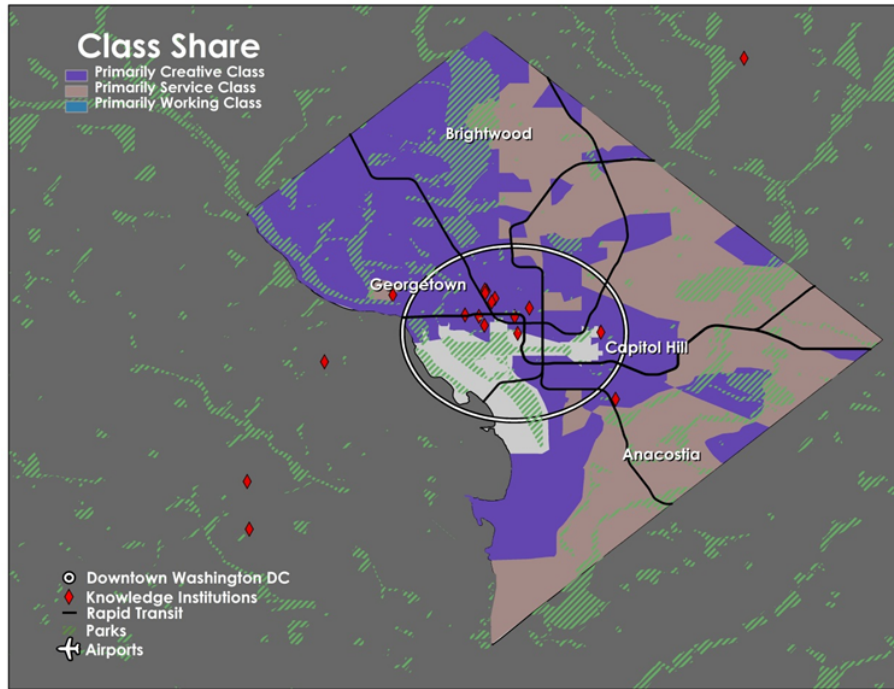 Class Share
Primarily Creative Class
Primarily Service Class
Primarily Working Class
Brightwood
Georgetown
Capitol Hill
Anacostia
Downtown Washington DC
Knowledge Institutions
Rapid Transit
Parks
Airports